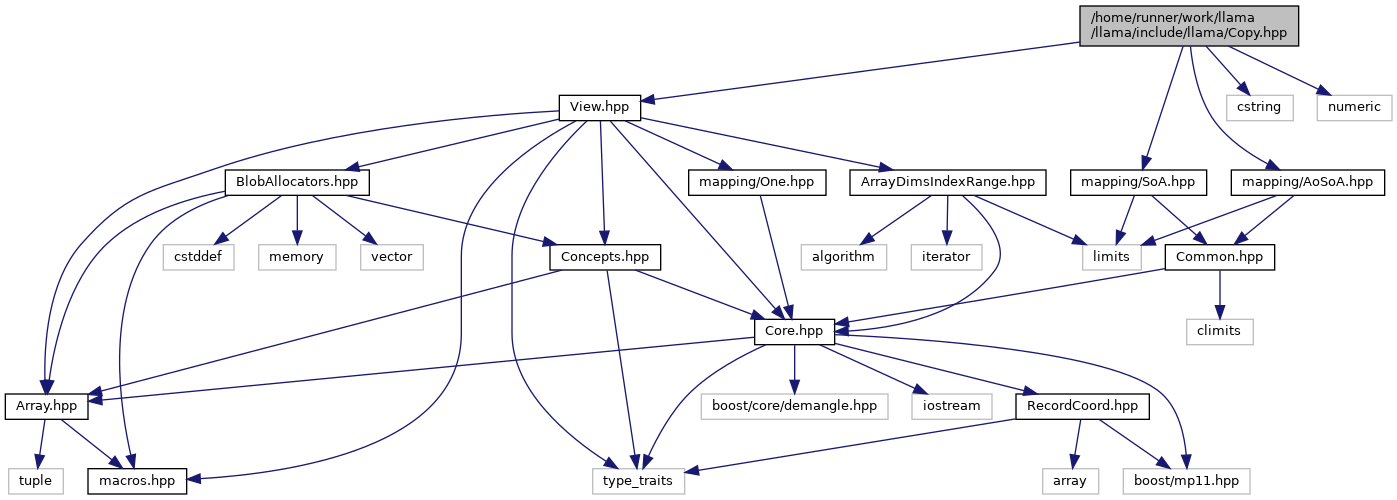 /home/runner/work/llama
/llama/include/llama/Copy.hpp
View.hpp
cstring
numeric
BlobAllocators.hpp
mapping/One.hpp
ArrayDimsIndexRange.hpp
mapping/SoA.hpp
mapping/AoSoA.hpp
cstddef
memory
vector
Concepts.hpp
algorithm
iterator
limits
Common.hpp
Core.hpp
climits
Array.hpp
boost/core/demangle.hpp
iostream
RecordCoord.hpp
tuple
macros.hpp
type_traits
array
boost/mp11.hpp